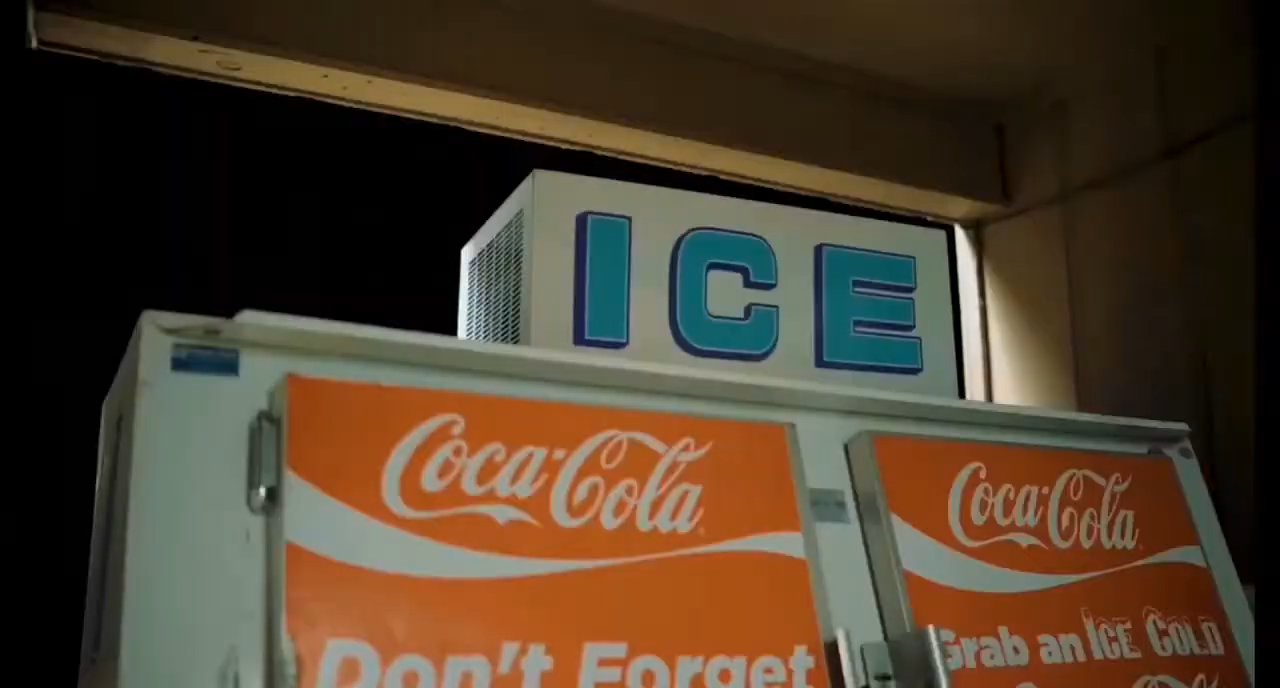 ICE
Coca-Cola
Don't Forget
Coca-Cola
Grab an ICE COLD